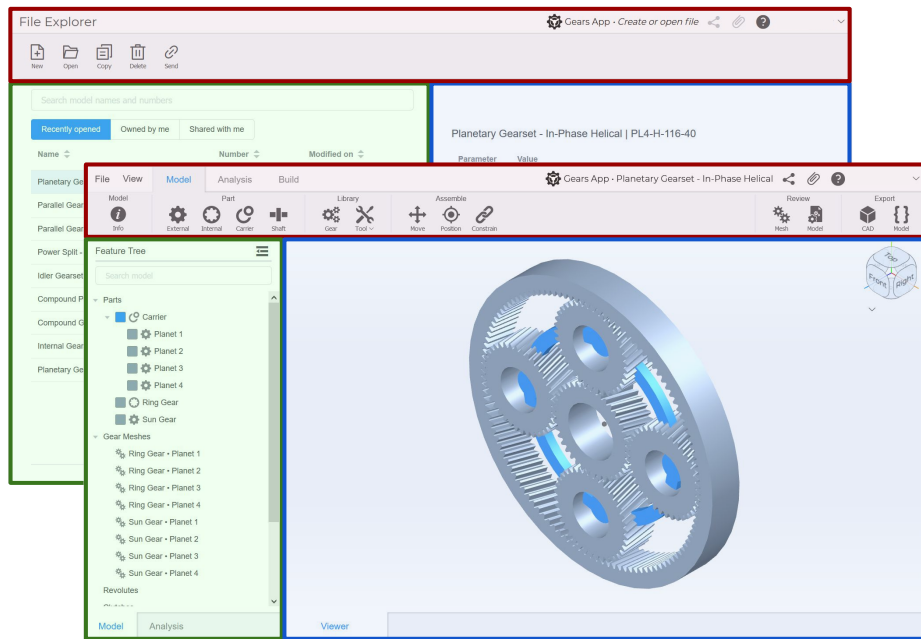 File Explorer
Gears App • Create or open file
New Open Copy Delete Send
Search model names and numbers
Recently opened Owned by me Shared with me
Name Number Modified on
Planetary Ge
Parallel Gear
Parallel Gear
Power Split -
Idler Gearset
Compound P
Compound G
Internal Gear
Planetary Ge
Planetary Gearset - In-Phase Helical | PL4-H-116-40
Parameter Value
File View Model Analysis Build
Gears App • Planetary Gearset - In-Phase Helical
Model Part Library Assemble Review Export
Info External Internal Carrier Shaft Gear Tool Move Position Constrain Mesh Model CAD Model
Feature Tree
Search model
Parts
Carrier
Planet 1
Planet 2
Planet 3
Planet 4
Ring Gear
Sun Gear
Gear Meshes
Ring Gear • Planet 1
Ring Gear • Planet 2
Ring Gear • Planet 3
Ring Gear • Planet 4
Sun Gear • Planet 1
Sun Gear • Planet 2
Sun Gear • Planet 3
Sun Gear • Planet 4
Revolutes
Model Analysis
Top
Front Right
Viewer